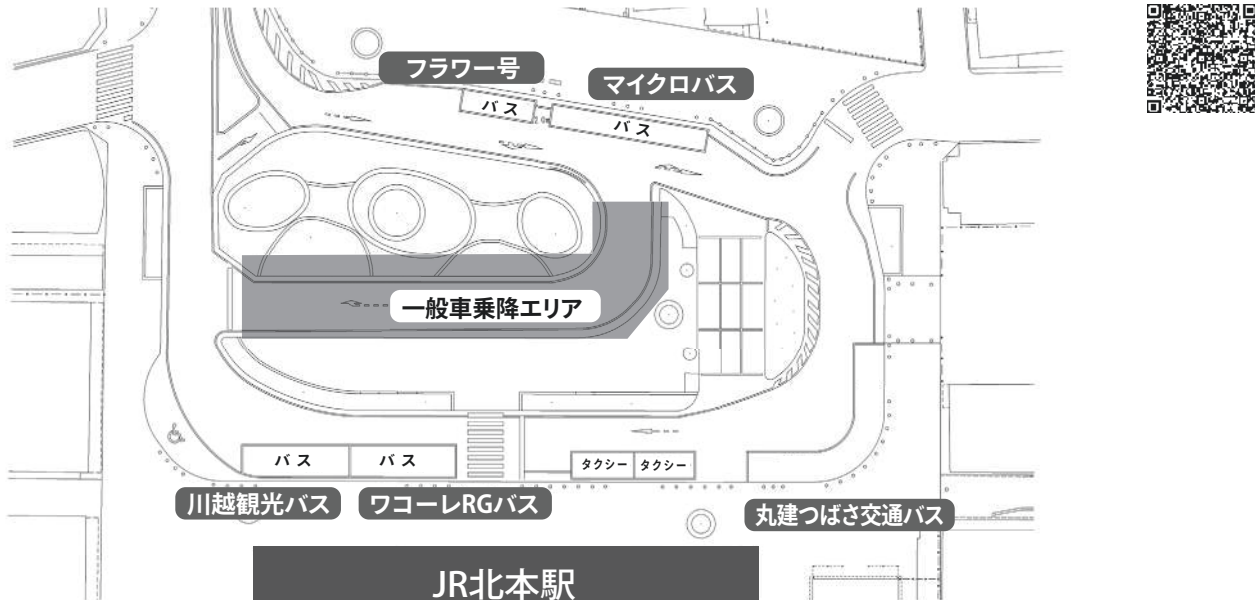 フラワー号
マイクロバス
バス
バス
一般車乗降エリア
バス
バス
タクシー
タクシー
川越観光バス
ワコーレRGバス
丸建つばさ交通バス
JR北本駅